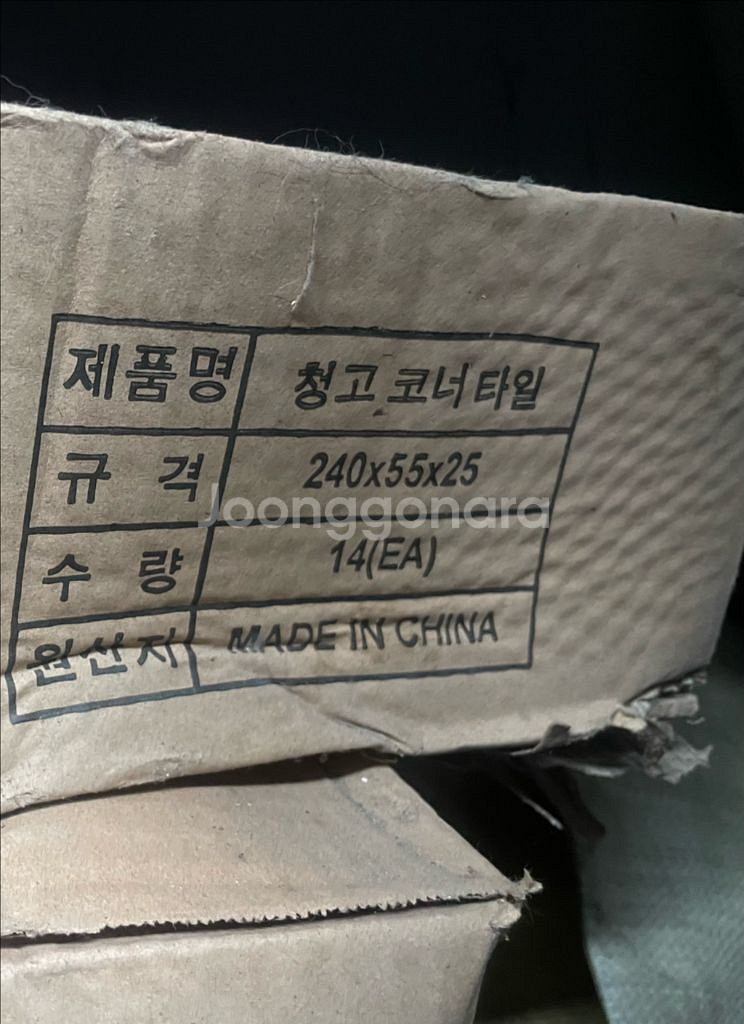 제품명 청고 코너 타일
규 격 240x55x25
Joonggonara
수 량 14(EA)
원산지 MADE IN CHINA